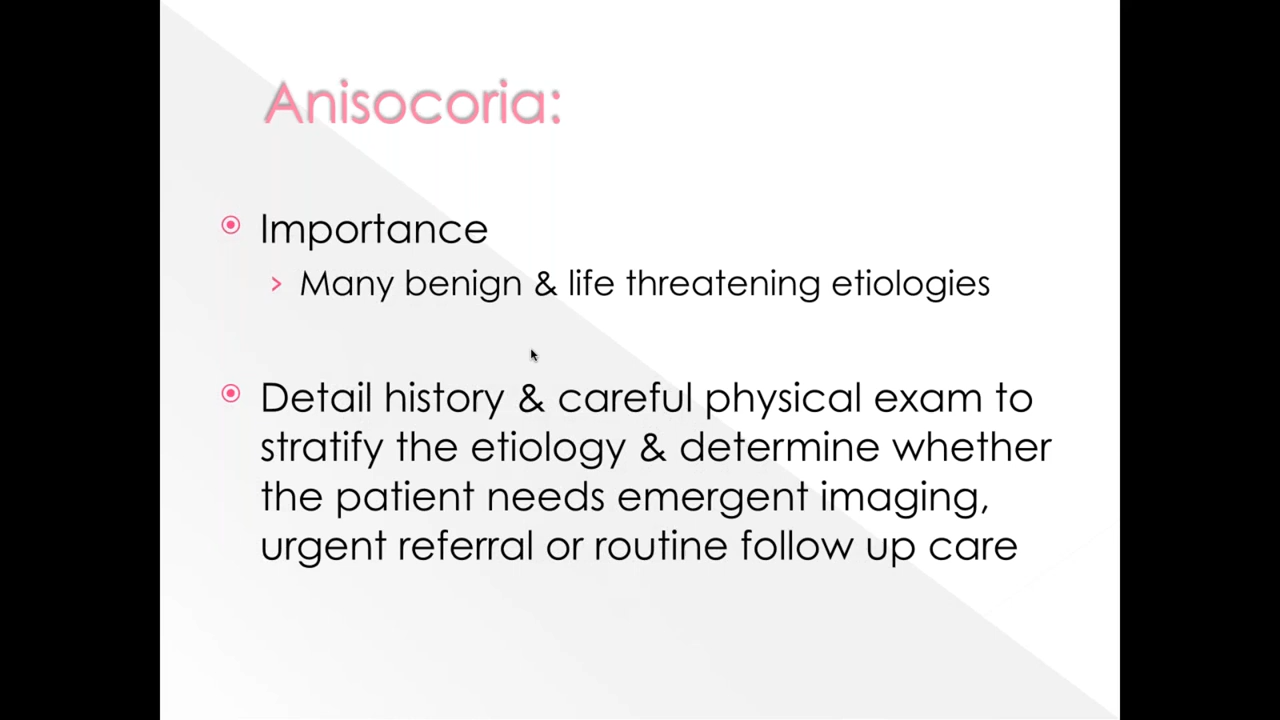 Anisocoria:
Importance
Many benign & life threatening etiologies
Detail history & careful physical exam to
stratify the etiology & determine whether
the patient needs emergent imaging,
urgent referral or routine follow up care